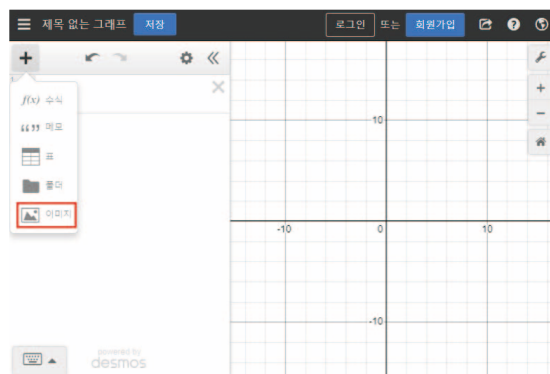 제목 없는 그래프 저장 로그인 또는 회원가입
f(x) 수식
메모
표
폴더
이미지
10
-10 0 10
-10
powered by
desmos